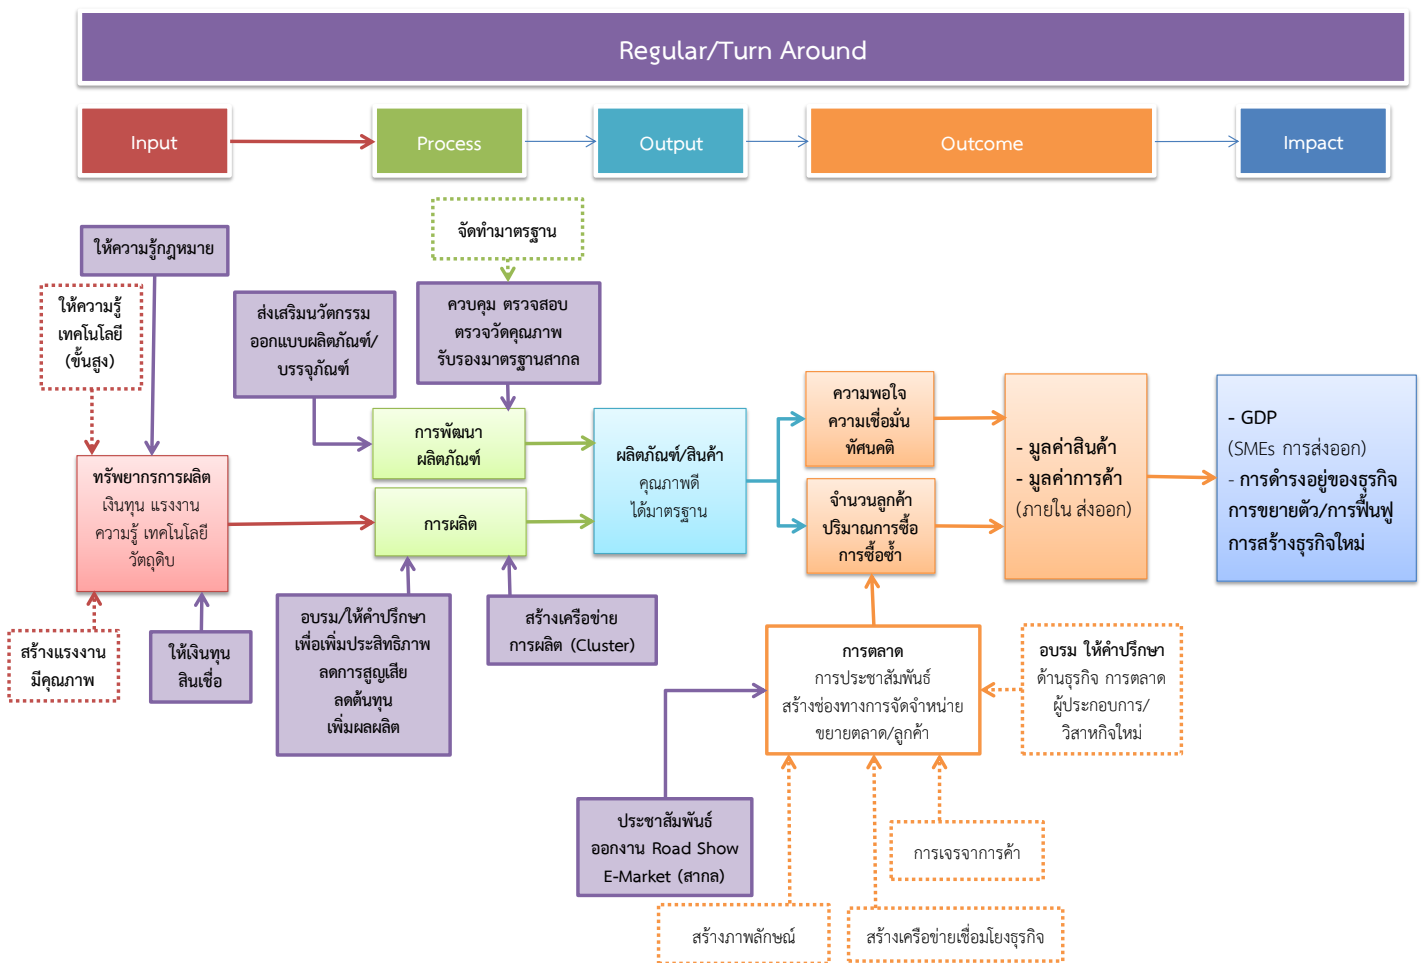 Regular/Turn Around
Input
Process
Output
Outcome
Impact
จัดทำมาตรฐาน
ให้ความรู้กฎหมาย
ให้ความรู้
เทคโนโลยี
(ขั้นสูง)
ส่งเสริมนวัตกรรม
ออกแบบผลิตภัณฑ์/
บรรจุภัณฑ์
ควบคุม ตรวจสอบ
ตรวจวัดคุณภาพ
รับรองมาตรฐานสากล
ทรัพยากรการผลิต
เงินทุน แรงงาน
ความรู้ เทคโนโลยี
วัตถุดิบ
การพัฒนา
ผลิตภัณฑ์
การผลิต
ผลิตภัณฑ์/สินค้า
คุณภาพดี
ได้มาตรฐาน
ความพอใจ
ความเชื่อมั่น
ทัศนคติ
จำนวนลูกค้า
ปริมาณการซื้อ
การซื้อซ้ำ
- มูลค่าสินค้า
- มูลค่าการค้า
(ภายใน ส่งออก)
- GDP
(SMEs การส่งออก)
- การดำรงอยู่ของธุรกิจ
การขยายตัว/การฟื้นฟู
การสร้างธุรกิจใหม่
สร้างแรงงาน
มีคุณภาพ
ให้เงินทุน
สินเชื่อ
อบรม/ให้คำปรึกษา
เพื่อเพิ่มประสิทธิภาพ
ลดการสูญเสีย
ลดต้นทุน
เพิ่มผลผลิต
สร้างเครือข่าย
การผลิต (Cluster)
การตลาด
การประชาสัมพันธ์
สร้างช่องทางการจัดจำหน่าย
ขยายตลาด/ลูกค้า
อบรม ให้คำปรึกษา
ด้านธุรกิจ การตลาด
ผู้ประกอบการ/
วิสาหกิจใหม่
ประชาสัมพันธ์
ออกงาน Road Show
E-Market (สากล)
การเจรจาการค้า
สร้างภาพลักษณ์
สร้างเครือข่ายเชื่อมโยงธุรกิจ